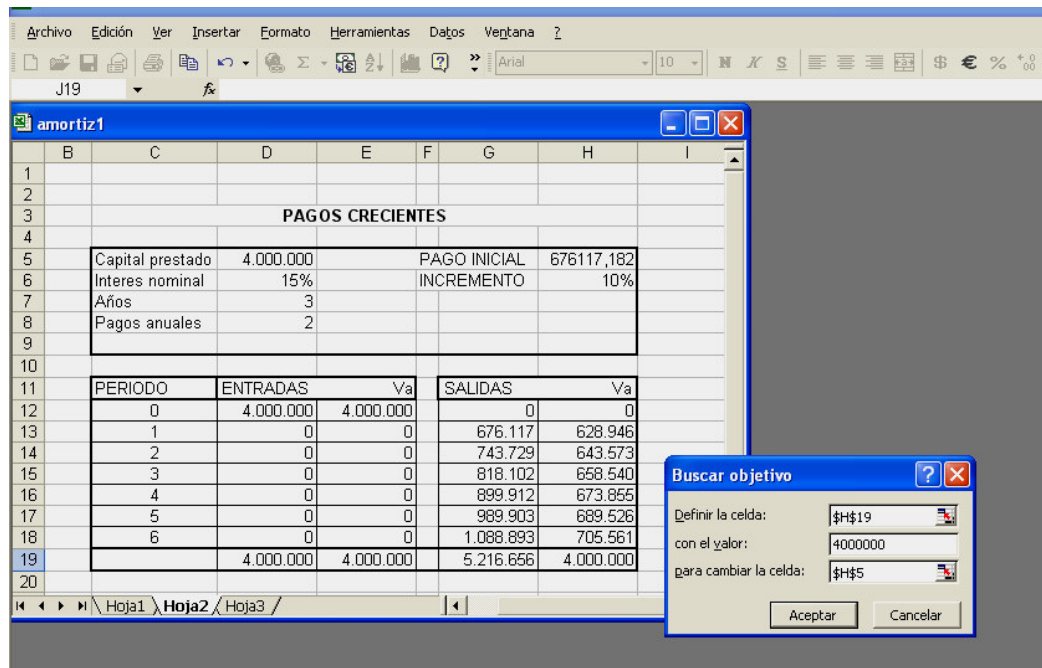 Archivo Edición Ver Insertar Formato Herramientas Datos Ventana ?
Arial 10 N K S $ € %
J19 fx
amortiz1
B C D E F G H I
1
2
3 PAGOS CRECIENTES
4
5 Capital prestado 4.000.000 PAGO INICIAL 676117,182
6 Interes nominal 15% INCREMENTO 10%
7 Años 3
8 Pagos anuales 2
9
10
11 PERIODO ENTRADAS Va SALIDAS Va
12 0 4.000.000 4.000.000 0 0
13 1 0 0 676.117 628.946
14 2 0 0 743.729 643.573
15 3 0 0 818.102 658.540
16 4 0 0 899.912 673.855
17 5 0 0 989.903 689.526
18 6 0 0 1.088.893 705.561
19 4.000.000 4.000.000 5.216.656 4.000.000
20
Hoja1 Hoja2 Hoja3
Buscar objetivo
Definir la celda: $H$19
con el valor: 4000000
para cambiar la celda: $H$5
Aceptar Cancelar